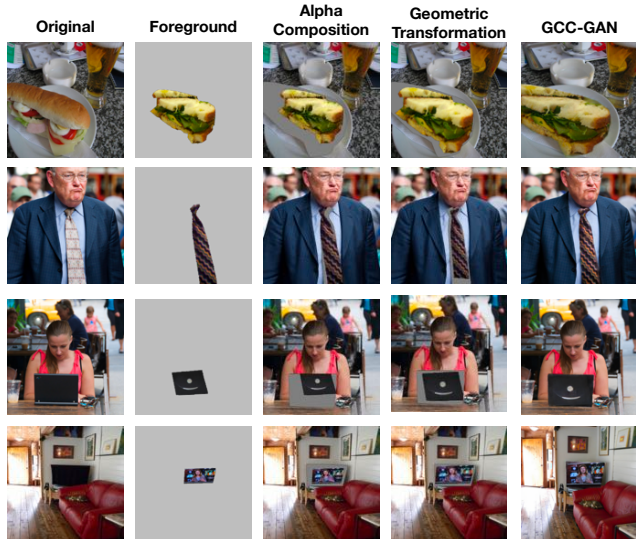 Original
Foreground
Alpha
Composition
Geometric
Transformation
GCC-GAN